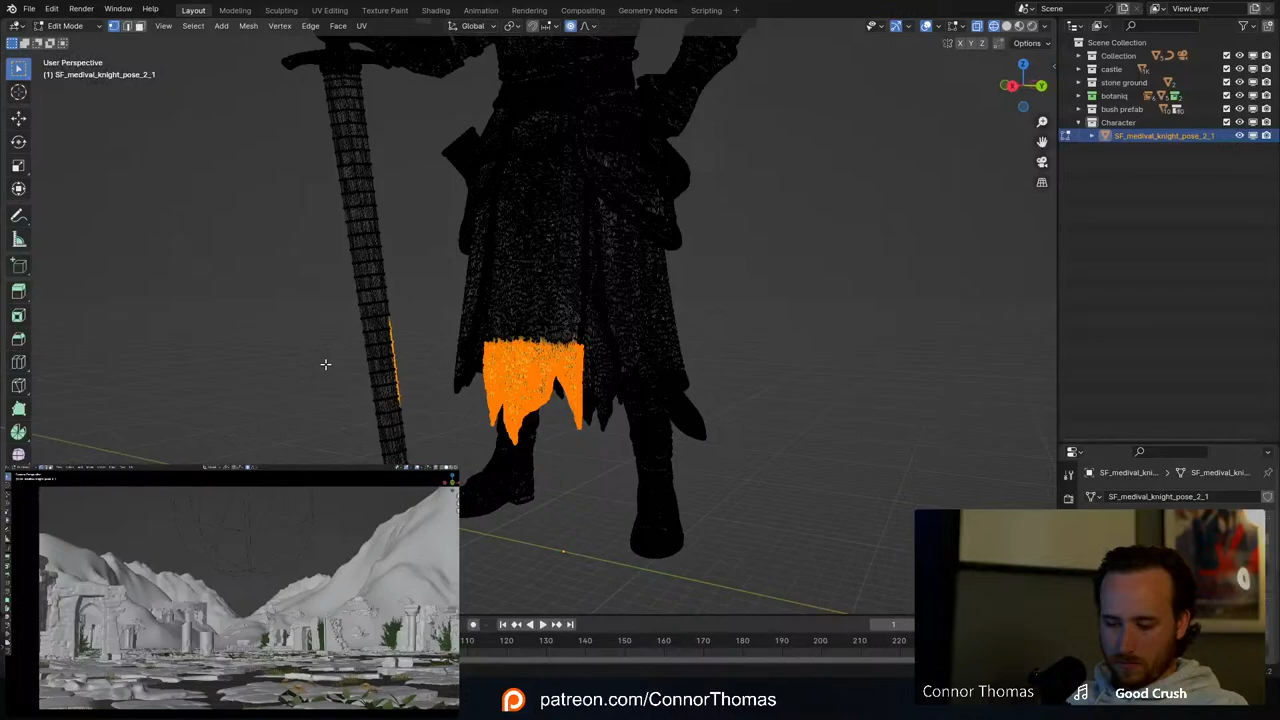 File Edit Render Window Help Layout Modeling Sculpting UV Editing Texture Paint Shading Animation Rendering Compositing Geometry Nodes Scripting + Scene ViewLayer
Edit Mode View Select Add Mesh Vertex Edge Face UV Global
X Y Z Options
User Perspective
(1) SF_medival_knight_pose_2_1
Z
X Y
Scene Collection
Collection
castle
stone ground
botaniq
bush prefab
Character
SF_medival_knight_pose_2_1
SF_medival_kni... SF_medival_kni...
SF_medival_knight_pose_2_1
1
110 120 130 140 150 160 170 180 190 200 210 220
patreon.com/ConnorThomas
Connor Thomas
Good Crush